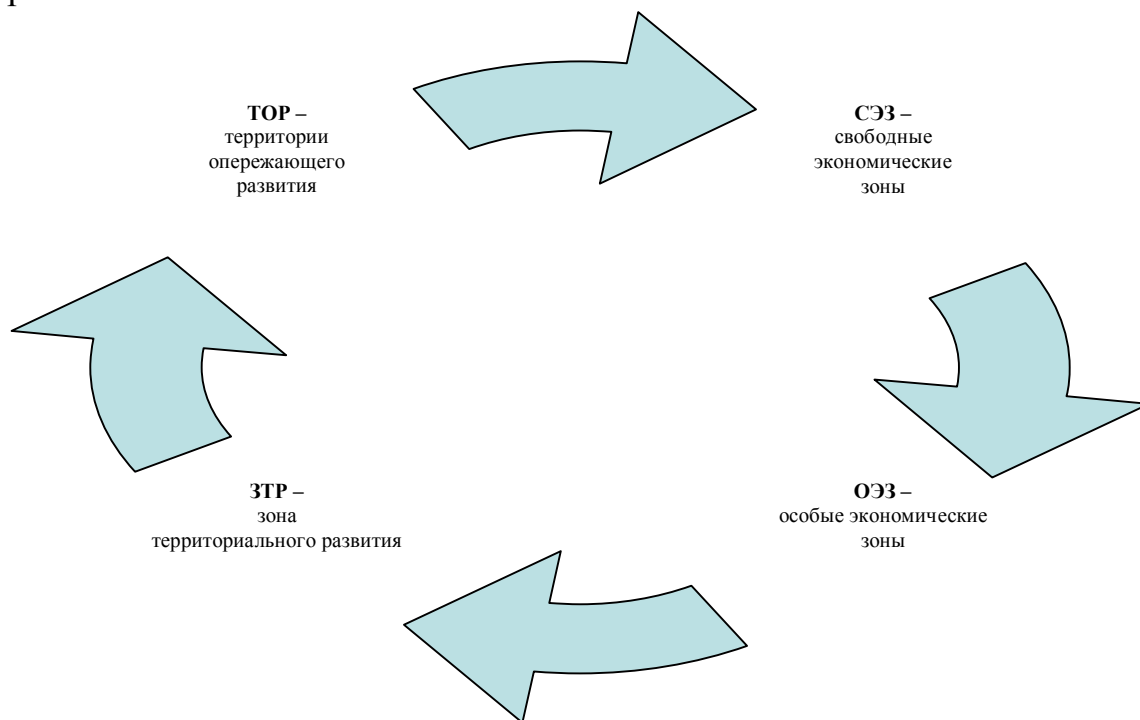 ТОР –
территории
опережающего
развития
СЭЗ –
свободные
экономические
зоны
ЗТР –
зона
территориального развития
ОЭЗ –
особые экономические
зоны